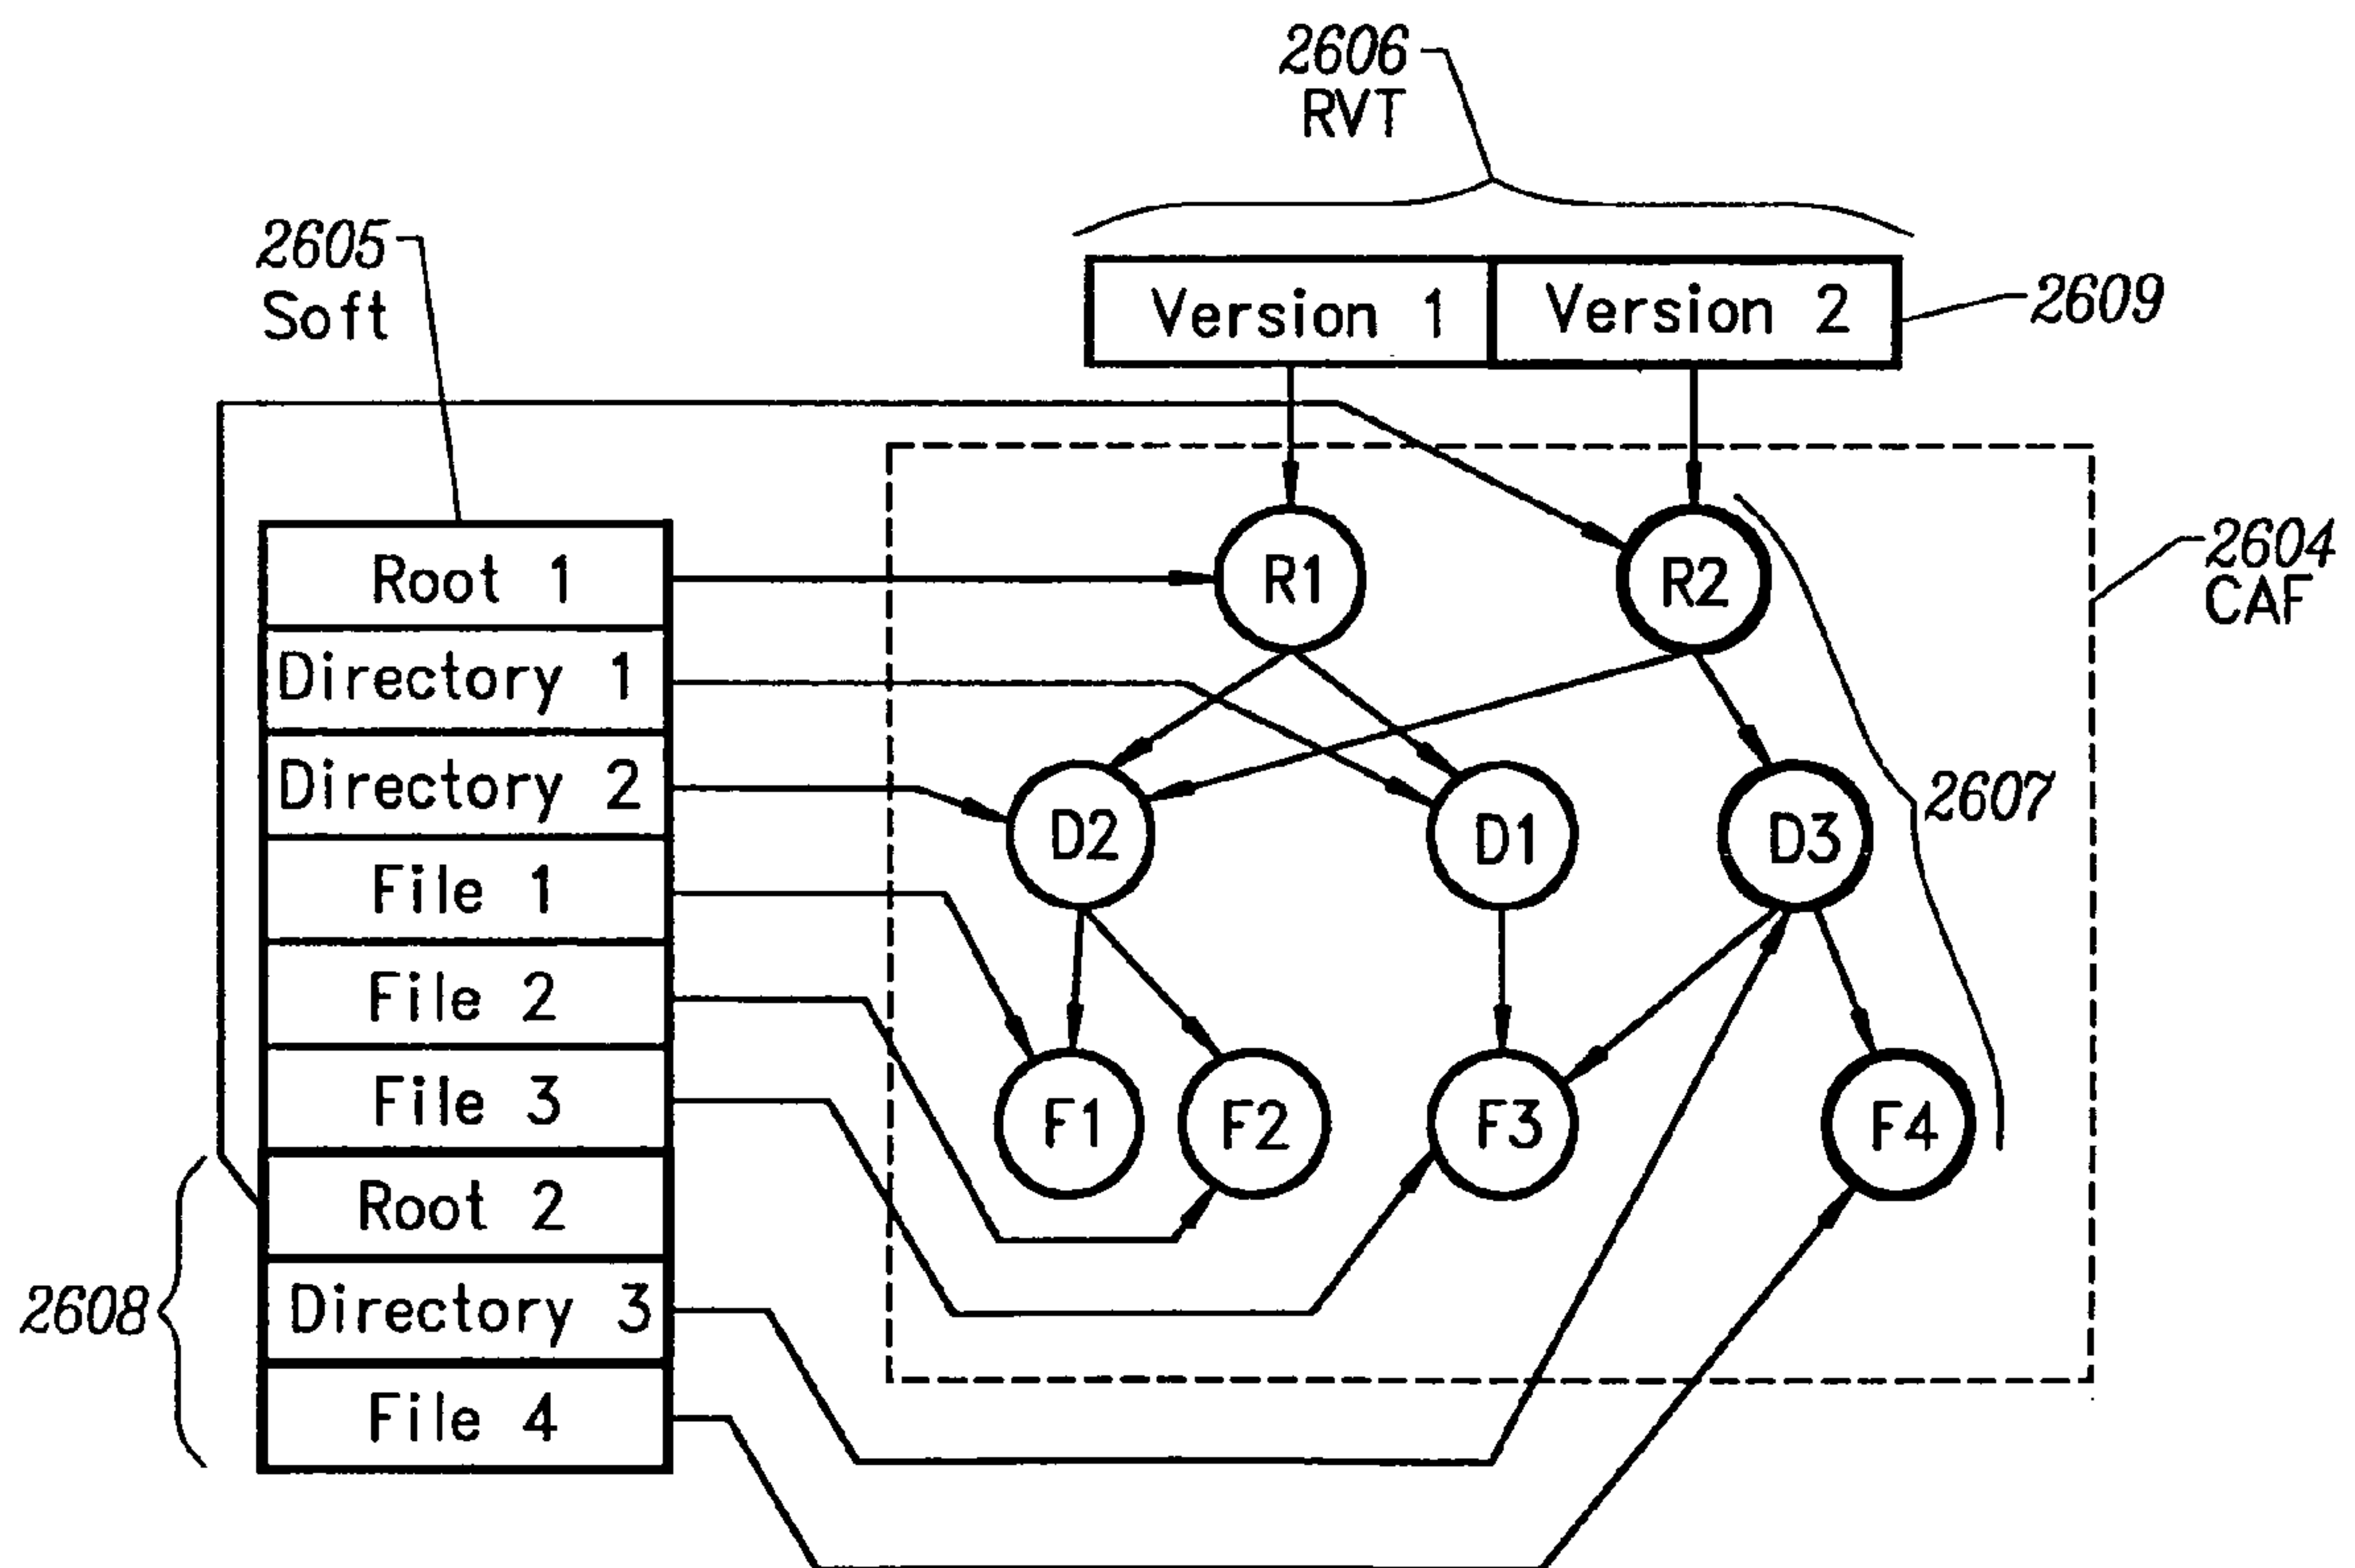 2606
RVT
2605
Soft
Version 1
Version 2
2609
Root 1
Directory 1
Directory 2
File 1
File 2
File 3
Root 2
Directory 3
File 4
2608
R1
R2
2604
CAF
D2
D1
D3
2607
F1
F2
F3
F4